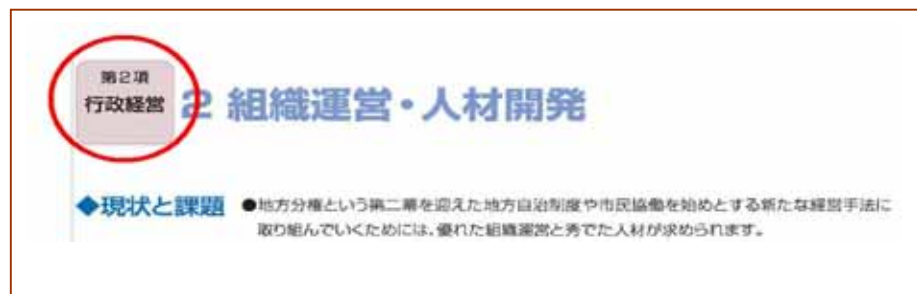 第2項
行政経営
2 組織運営・人材開発
◆現状と課題 ●地方分権という第二幕を迎えた地方自治制度や市民協働を始めとする新たな経営手法に
取り組んでいくためには、優れた組織運営と秀でた人材が求められます。